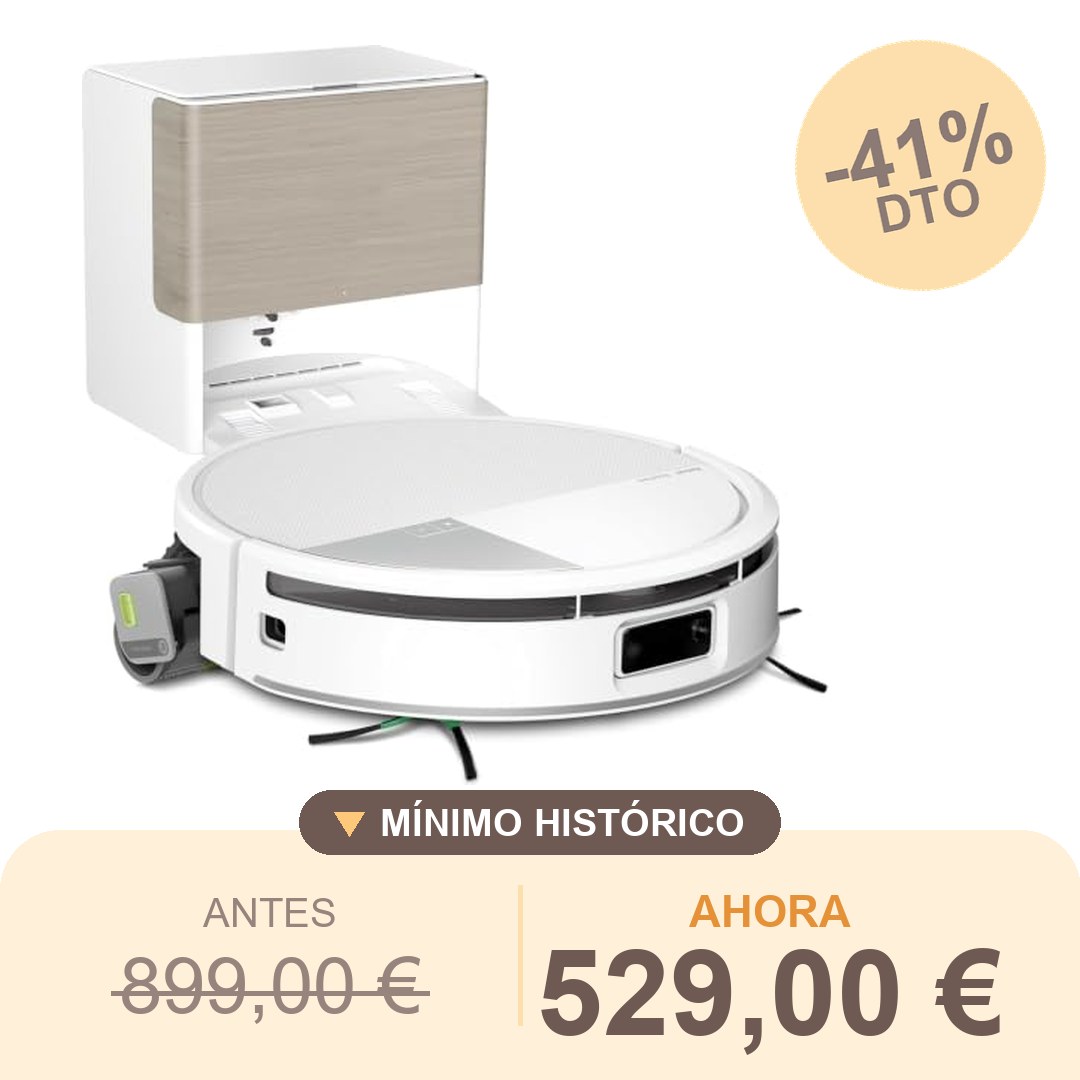 -41%
DTO
MÍNIMO HISTÓRICO
ANTES
899,00 €
AHORA
529,00 €